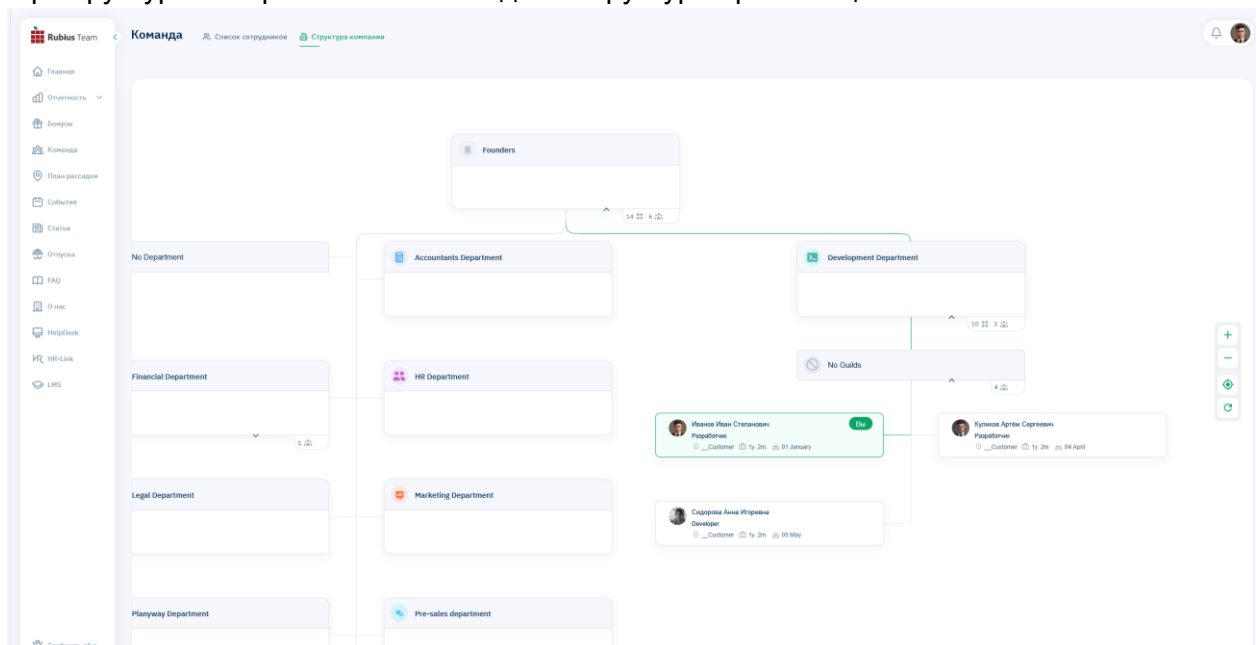 Rubius Team
Команда
Список сотрудников
Структура компании
Главная
Отчетность
Бонусы
Команда
План рассадки
События
Статьи
Отпуска
FAQ
О нас
HelpDesk
HR-Link
LMS
Founders
14 6
No Department
Accountants Department
Development Department
10 3
No Guilds
4
Financial Department
1
HR Department
Иванов Иван Степанович
Вы
Разработчик
__Customer 1y. 2m. 01 January
Куликов Артём Сергеевич
Разработчик
__Customer 1y. 2m. 04 April
Legal Department
Marketing Department
Сидорова Анна Игоревна
Developer
__Customer 1y. 2m. 05 May
Planyway Department
Pre-sales department